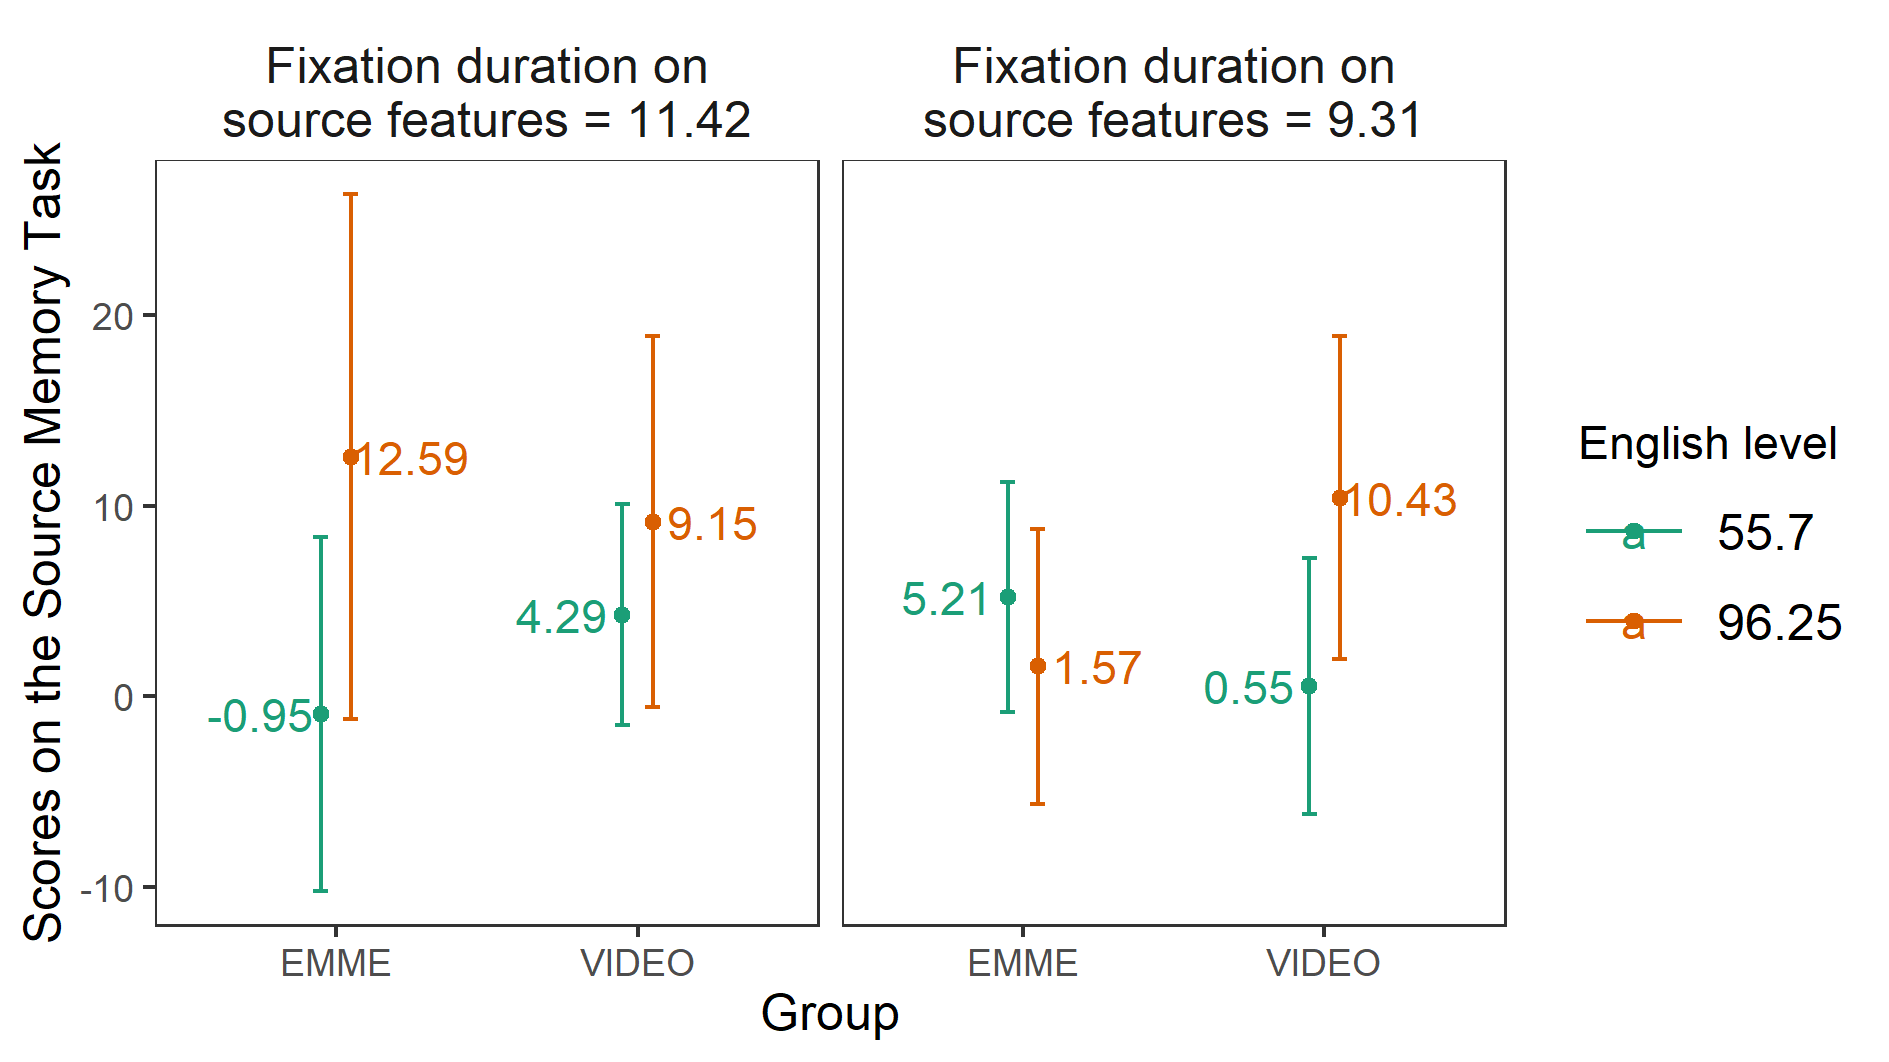 Fixation duration on
source features = 11.42
Fixation duration on
source features = 9.31
Scores on the Source Memory Task
20
10
0
-10
12.59
9.15
4.29
-0.95
10.43
5.21
1.57
0.55
EMME
VIDEO
EMME
VIDEO
Group
English level
a 55.7
a 96.25